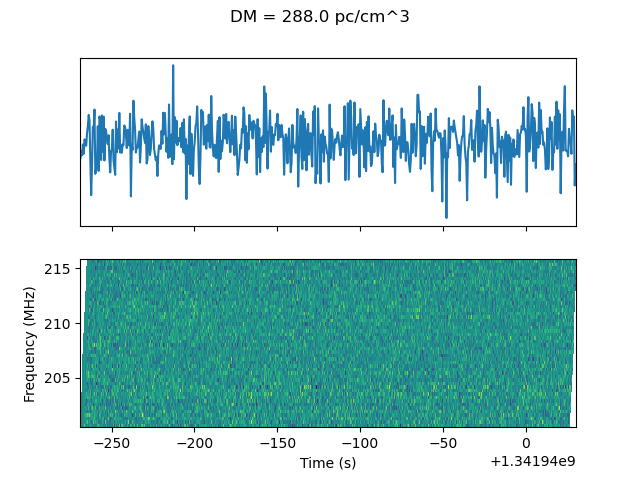 DM = 288.0 pc/cm^3
215
210
205
Frequency (MHz)
−250 −200 −150 −100 −50 0
Time (s)
+1.34194e9